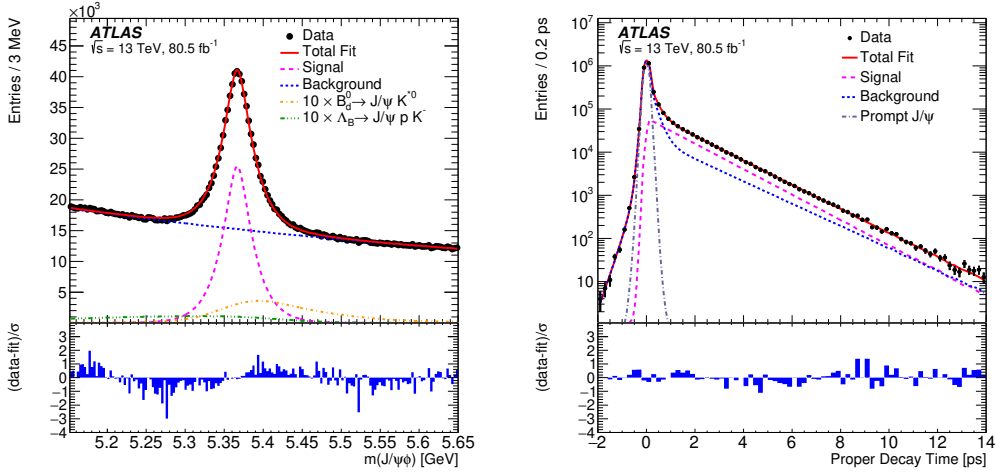 ×10³
ATLAS
√s = 13 TeV, 80.5 fb⁻¹
Data
Total Fit
Signal
Background
10 × B⁰_d → J/ψ K*⁰
10 × Λ_B → J/ψ p K⁻
Entries / 3 MeV
45
40
35
30
25
20
15
10
5
(data-fit)/σ
3
2
1
0
−1
−2
−3
−4
5.2 5.25 5.3 5.35 5.4 5.45 5.5 5.55 5.6 5.65
m(J/ψϕ) [GeV]
ATLAS
√s = 13 TeV, 80.5 fb⁻¹
Data
Total Fit
Signal
Background
Prompt J/ψ
Entries / 0.2 ps
10⁷
10⁶
10⁵
10⁴
10³
10²
10
1
(data-fit)/σ
3
2
1
0
−1
−2
−3
−4
−2 0 2 4 6 8 10 12 14
Proper Decay Time [ps]